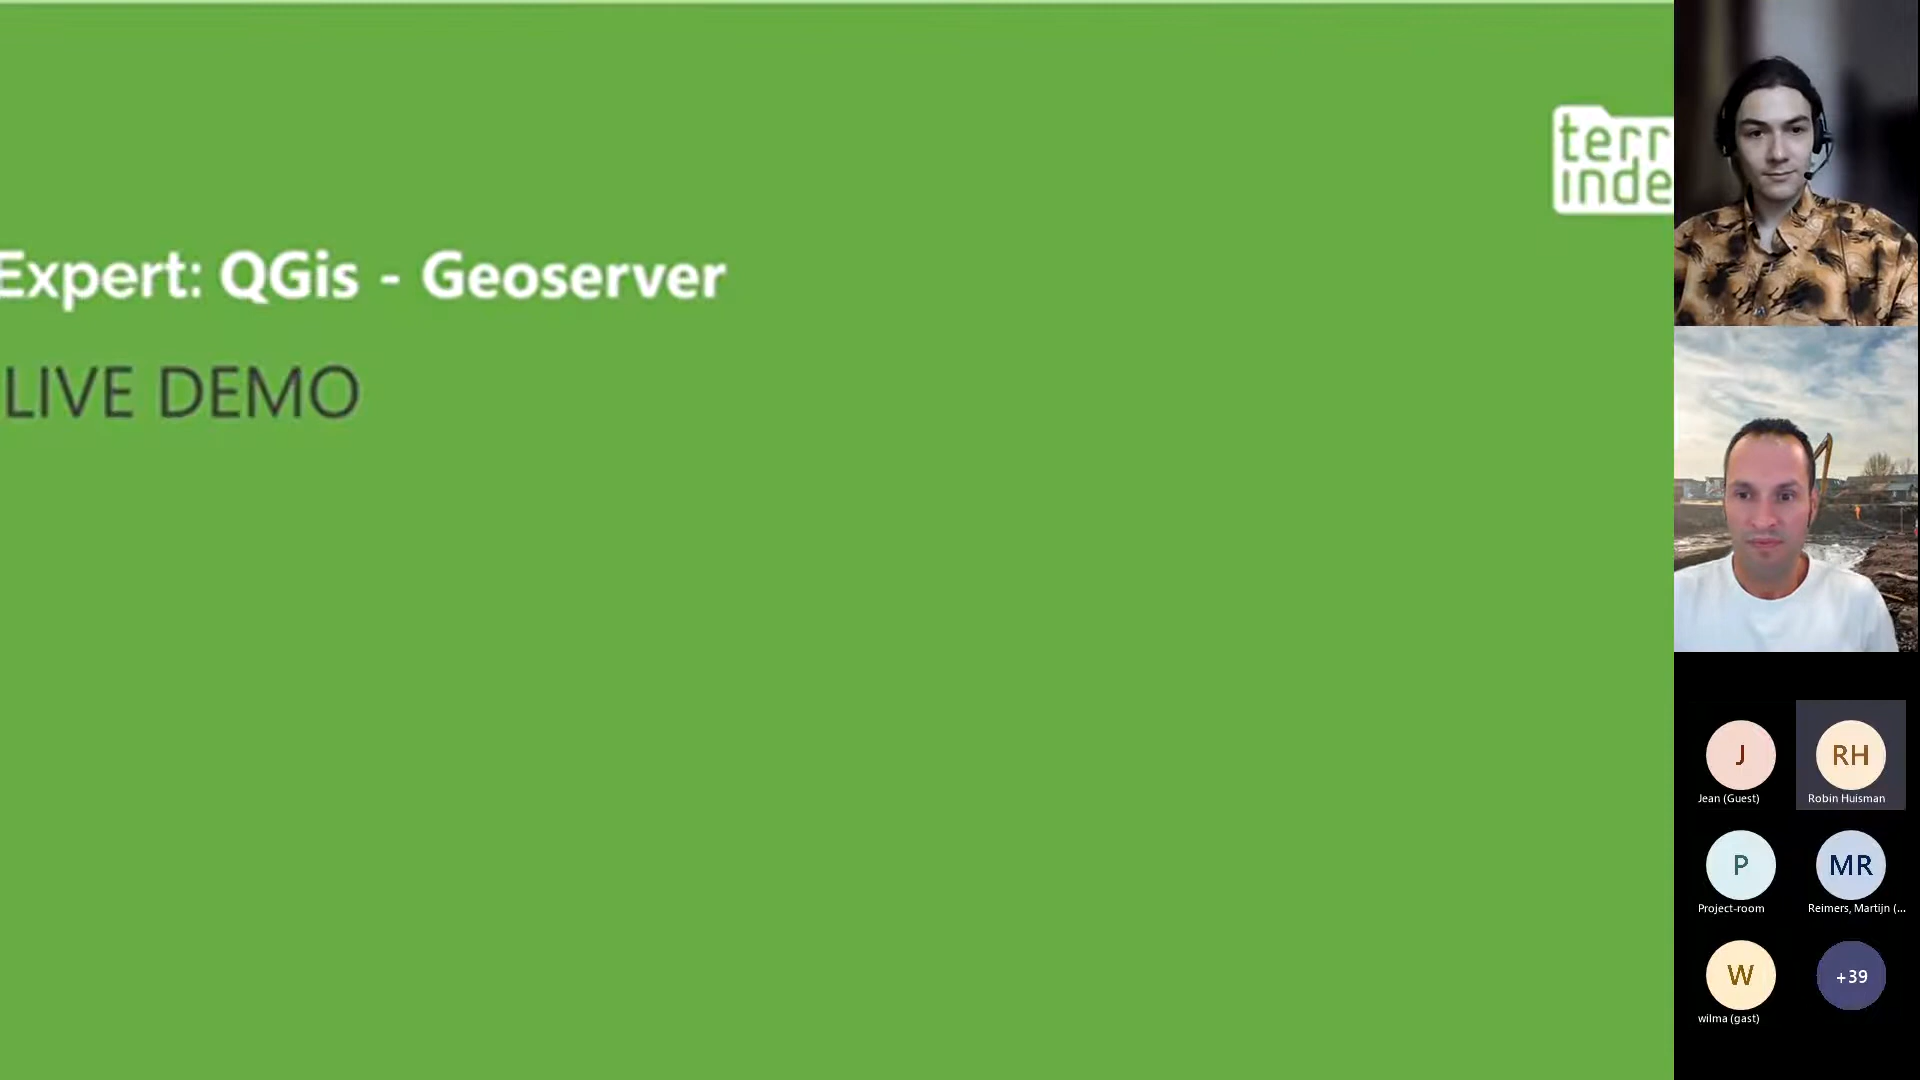 terr
inde
Expert: QGis - Geoserver
LIVE DEMO
J
Jean (Guest)
RH
Robin Huisman
P
Project-room
MR
Reimers, Martijn (...
W
wilma (gast)
+39